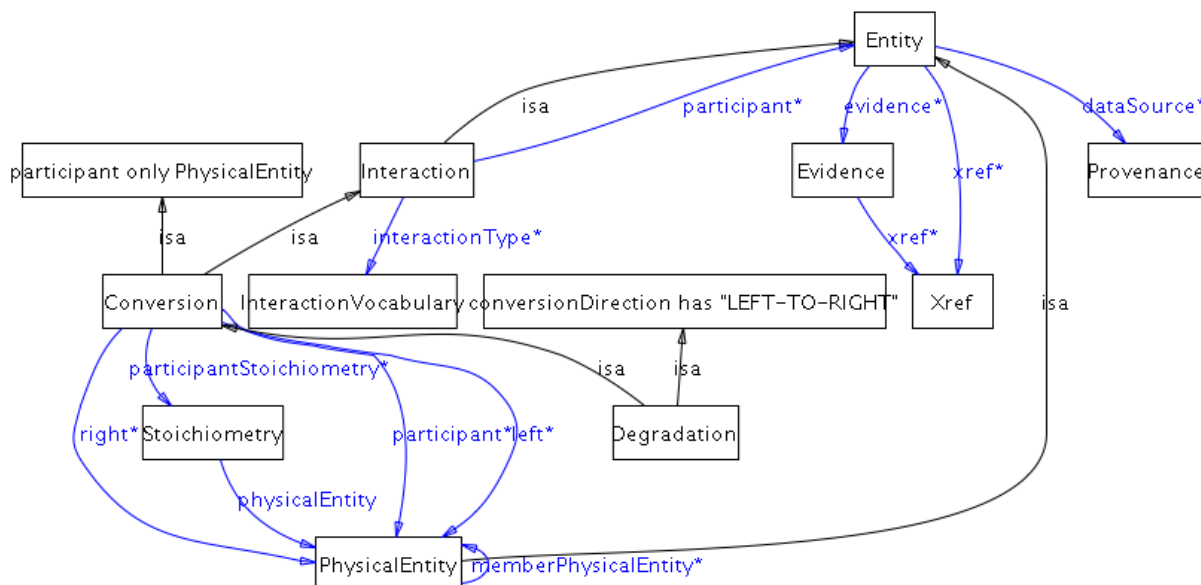 Entity
isa
participant*
evidence*
dataSource*
participant only PhysicalEntity
Interaction
Evidence
xref*
Provenance
isa
isa
interactionType*
xref*
Conversion
InteractionVocabulary
conversionDirection has "LEFT-TO-RIGHT"
Xref
isa
participantStoichiometry*
isa
isa
right*
Stoichiometry
participant*
left*
Degradation
physicalEntity
PhysicalEntity
memberPhysicalEntity*